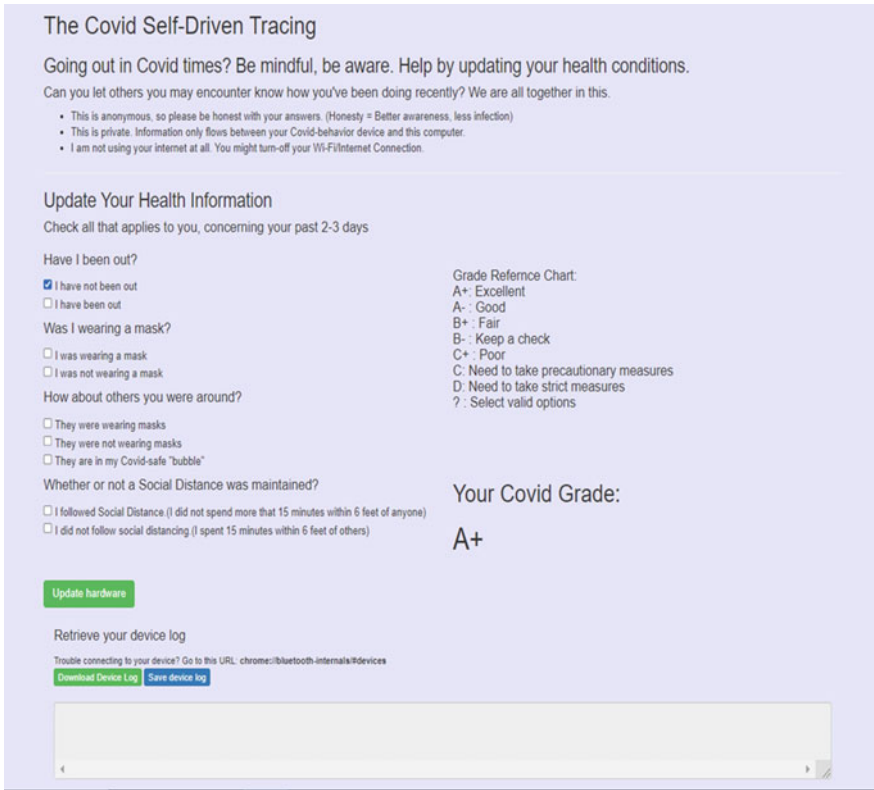 The Covid Self-Driven Tracing
Going out in Covid times? Be mindful, be aware. Help by updating your health conditions.
Can you let others you may encounter know how you've been doing recently? We are all together in this.
• This is anonymous, so please be honest with your answers. (Honesty = Better awareness, less infection)
• This is private. Information only flows between your Covid-behavior device and this computer.
• I am not using your internet at all. You might turn-off your Wi-Fi/Internet Connection.
Update Your Health Information
Check all that applies to you, concerning your past 2-3 days
Have I been out?
I have not been out
I have been out
Was I wearing a mask?
I was wearing a mask
I was not wearing a mask
How about others you were around?
They were wearing masks
They were not wearing masks
They are in my Covid-safe "bubble"
Whether or not a Social Distance was maintained?
I followed Social Distance.(I did not spend more that 15 minutes within 6 feet of anyone)
I did not follow social distancing.(I spent 15 minutes within 6 feet of others)
Grade Refernce Chart:
A+: Excellent
A- : Good
B+ : Fair
B- : Keep a check
C+ : Poor
C: Need to take precautionary measures
D: Need to take strict measures
? : Select valid options
Your Covid Grade:
A+
Update hardware
Retrieve your device log
Trouble connecting to your device? Go to this URL: chrome://bluetooth-internals/#devices
Download Device Log Save device log